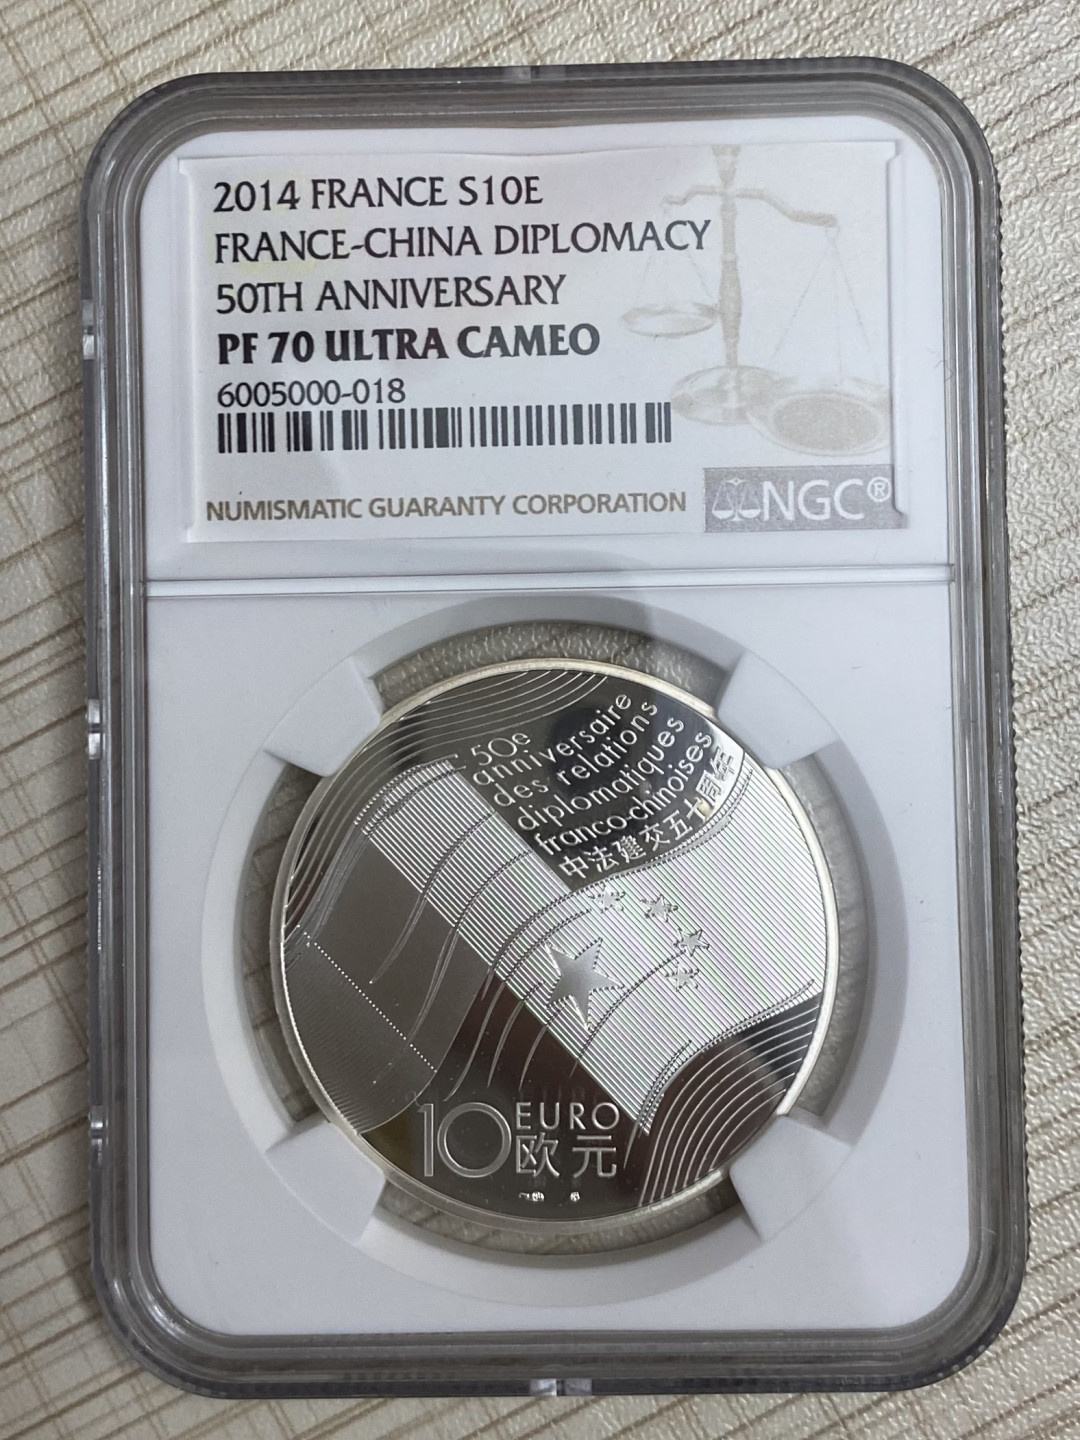 2014 FRANCE S10E
FRANCE-CHINA DIPLOMACY
50TH ANNIVERSARY
PF 70 ULTRA CAMEO
6005000-018
NUMISMATIC GUARANTY CORPORATION
NGC®
50e
anniversaire
des relations
diplomatiques
franco-chinoises
中法建交五十周年
10 EURO
欧元